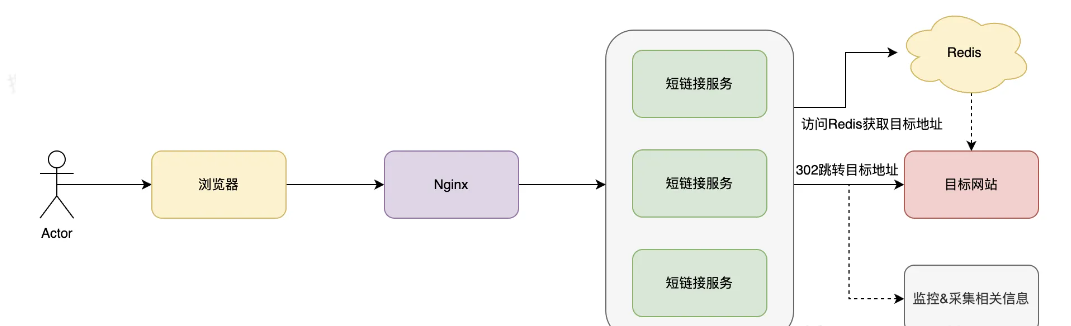 短链接服务
Redis
访问Redis获取目标地址
浏览器
Nginx
短链接服务
302跳转目标地址
目标网站
Actor
短链接服务
监控&采集相关信息